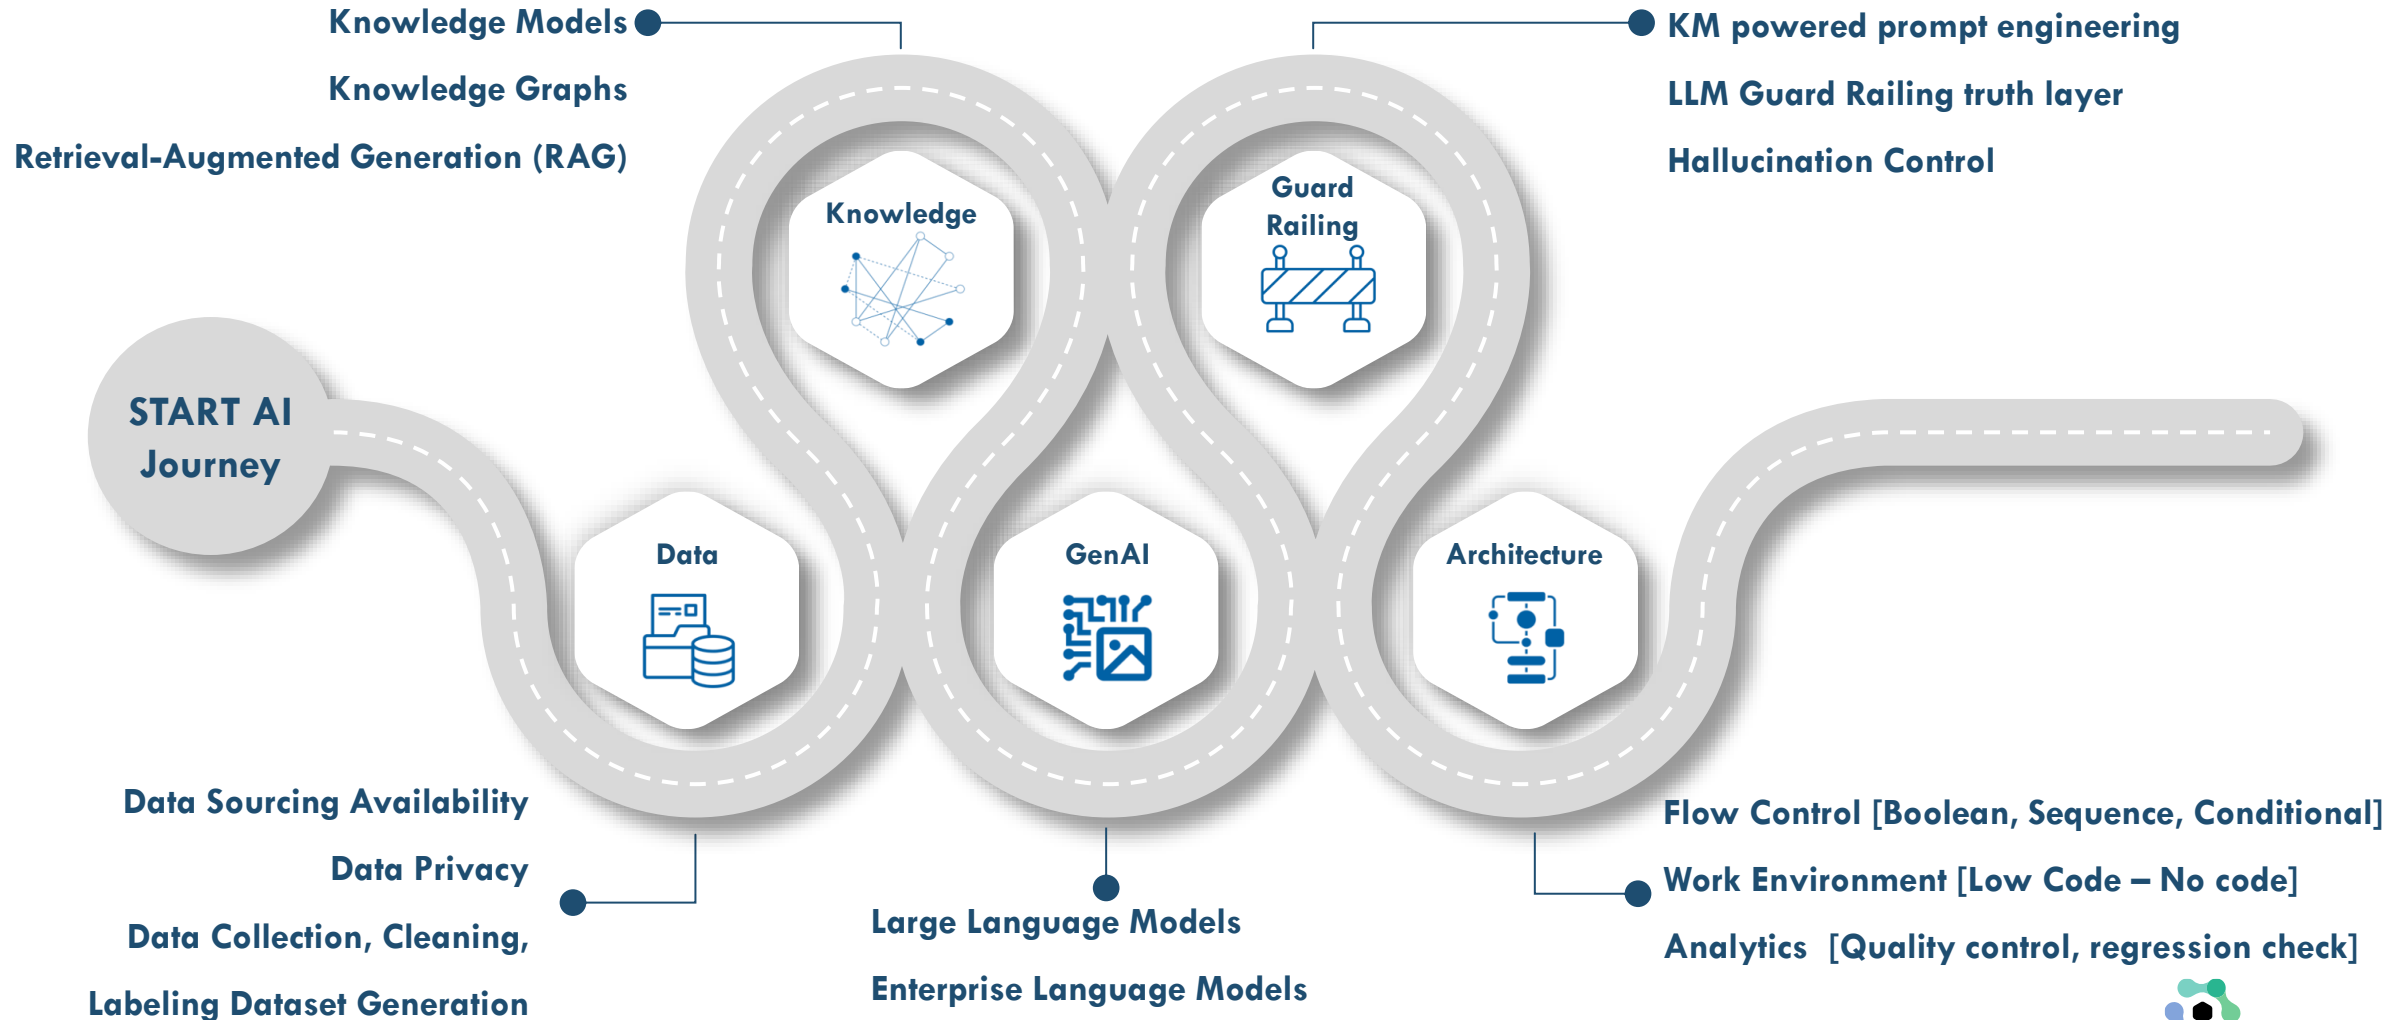 Knowledge Models
Knowledge Graphs
Retrieval-Augmented Generation (RAG)
KM powered prompt engineering
LLM Guard Railing truth layer
Hallucination Control
Knowledge
Guard
Railing
START AI
Journey
Data
GenAI
Architecture
Data Sourcing Availability
Data Privacy
Data Collection, Cleaning,
Labeling Dataset Generation
Large Language Models
Enterprise Language Models
Flow Control [Boolean, Sequence, Conditional]
Work Environment [Low Code – No code]
Analytics  [Quality control, regression check]